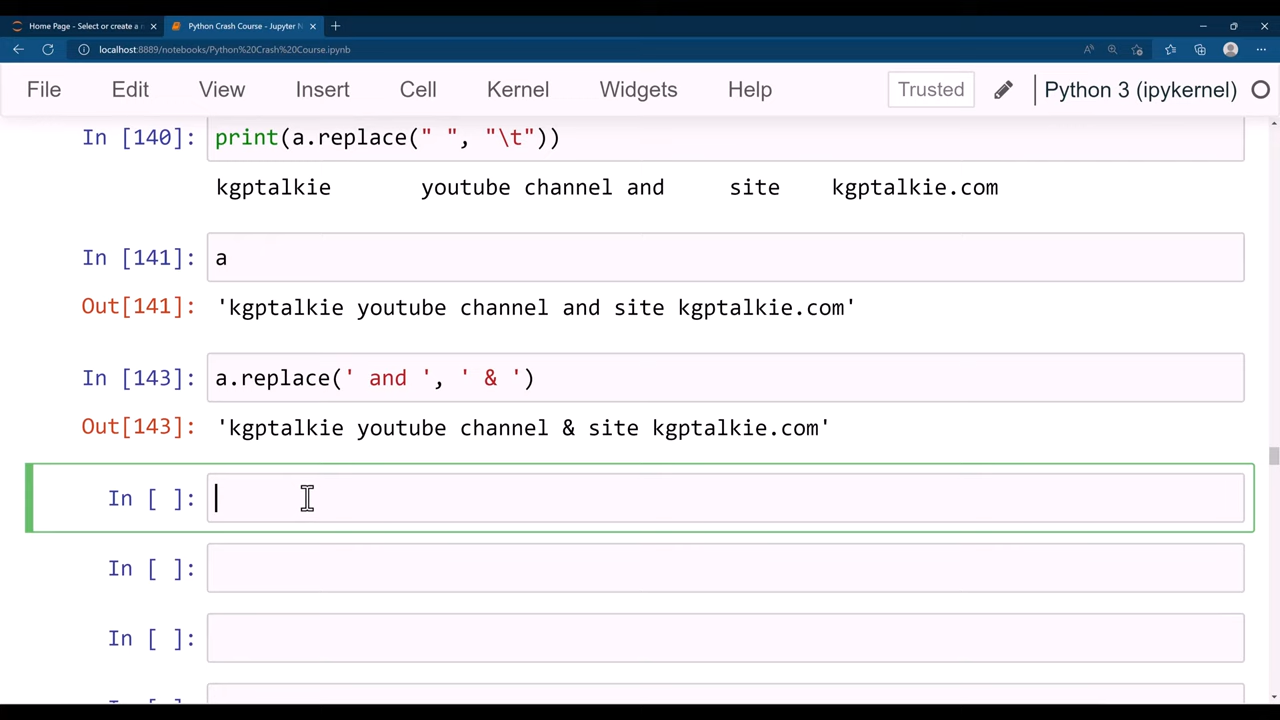 Home Page - Select or create a n
Python Crash Course - Jupyter N
localhost:8889/notebooks/Python%20Crash%20Course.ipynb
File Edit View Insert Cell Kernel Widgets Help Trusted Python 3 (ipykernel)
In [140]: print(a.replace(" ", "\t"))
kgptalkie youtube channel and site kgptalkie.com
In [141]: a
Out[141]: 'kgptalkie youtube channel and site kgptalkie.com'
In [143]: a.replace(' and ', ' & ')
Out[143]: 'kgptalkie youtube channel & site kgptalkie.com'
In [ ]:
In [ ]:
In [ ]: